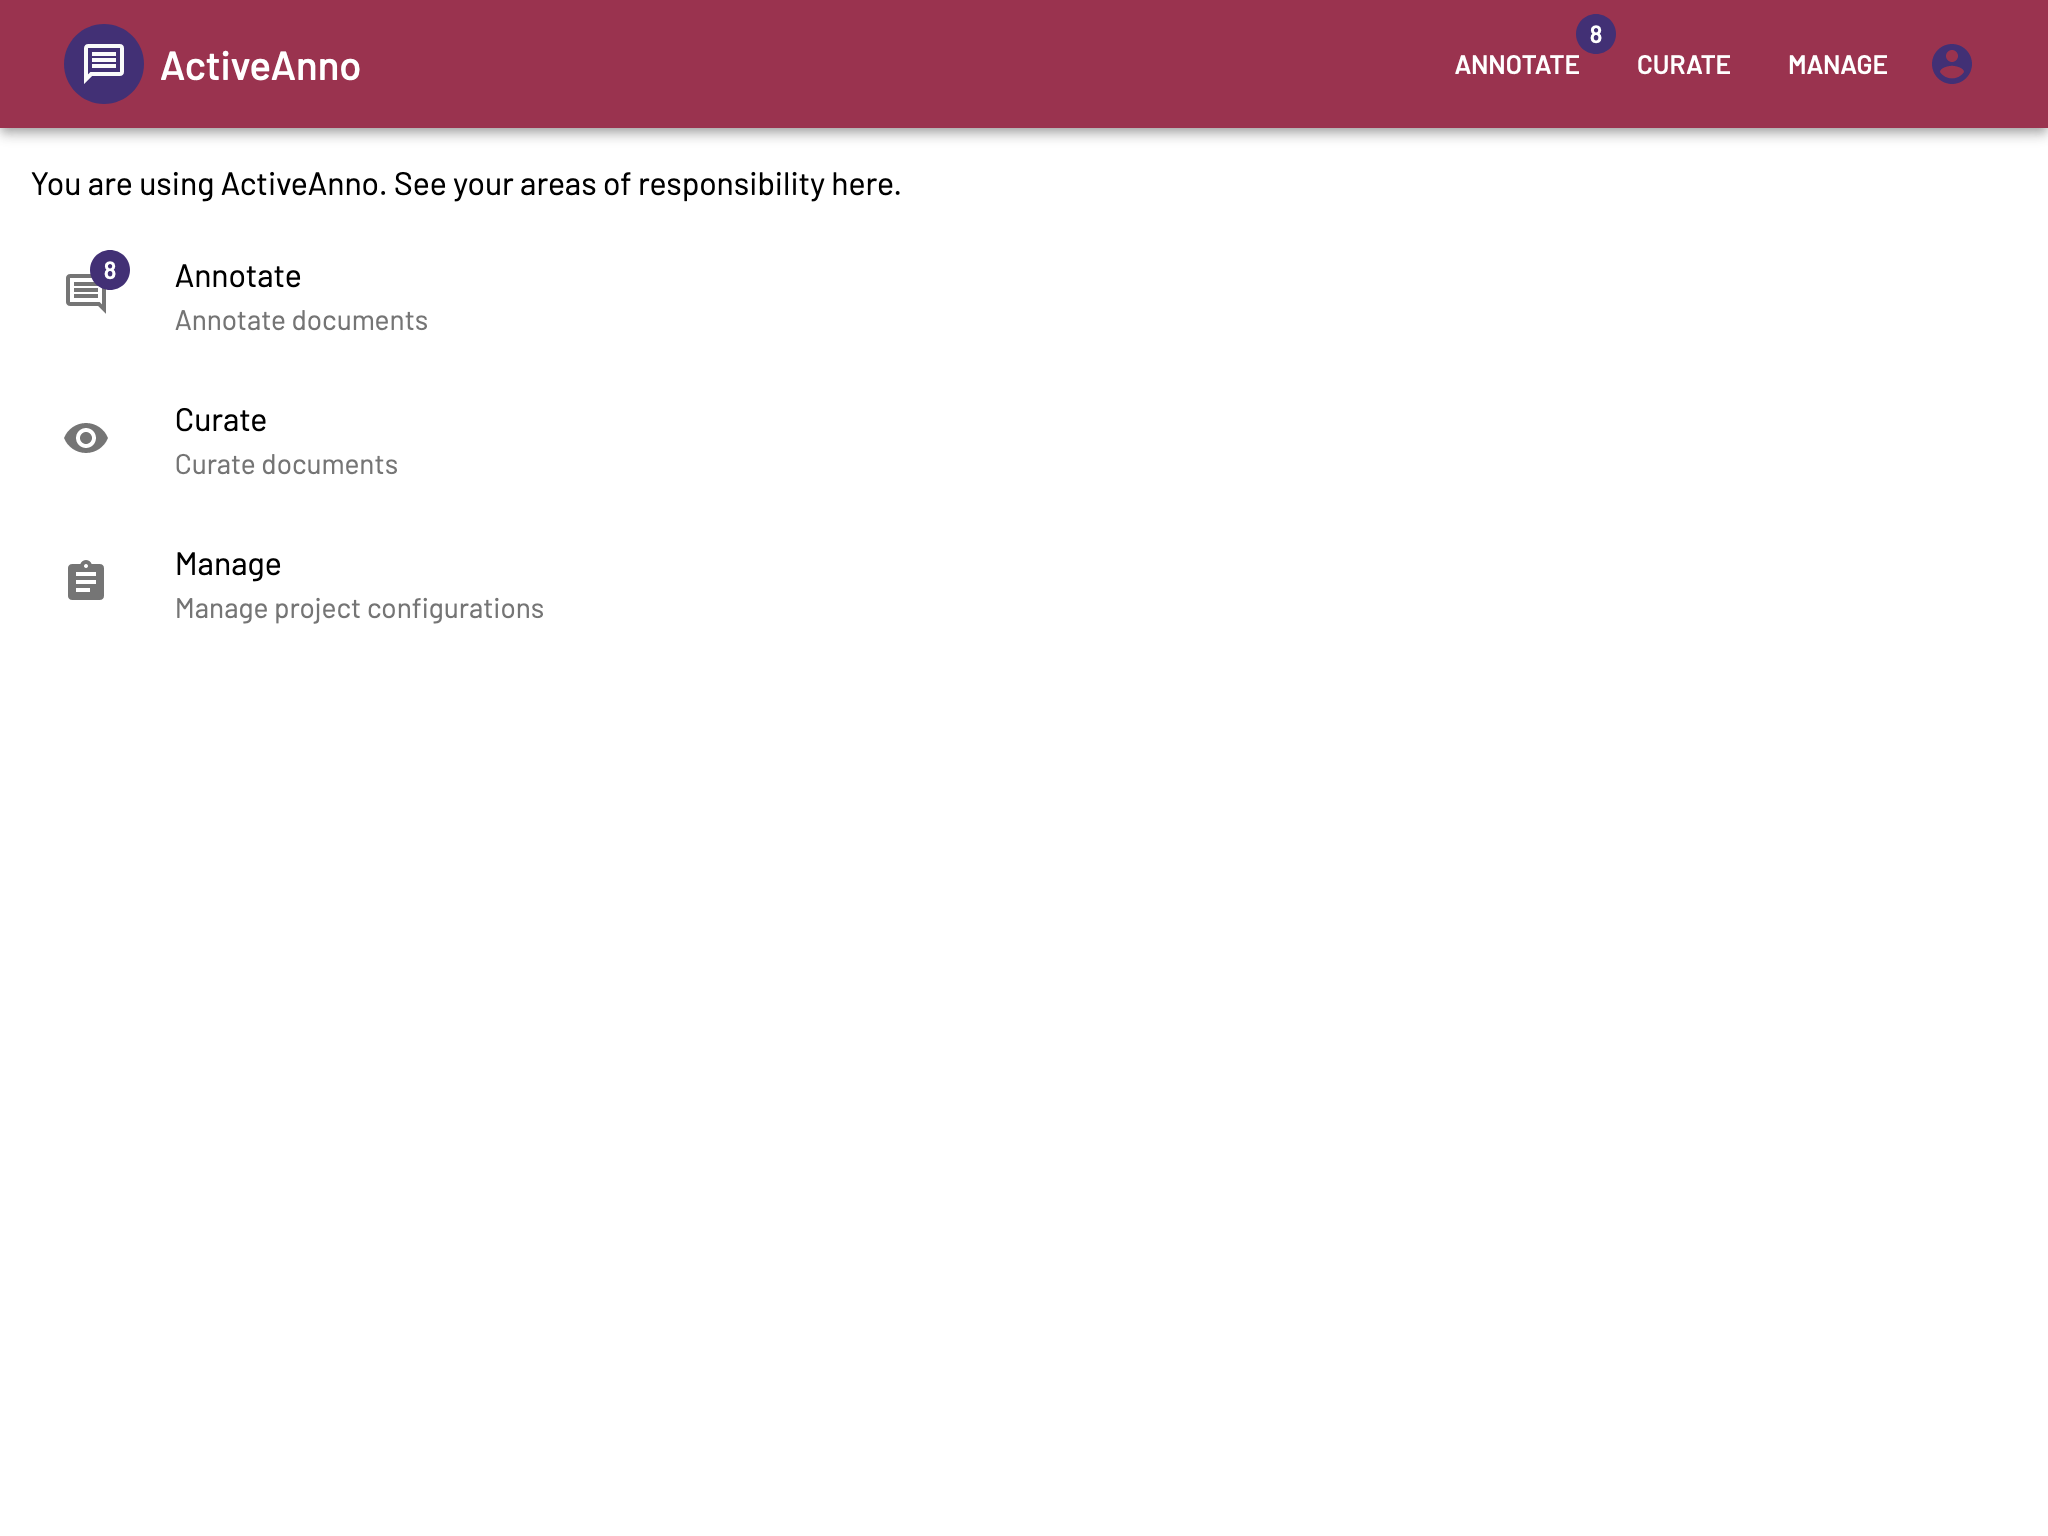 ActiveAnno
ANNOTATE 8 CURATE MANAGE
You are using ActiveAnno. See your areas of responsibility here.
8
Annotate
Annotate documents
Curate
Curate documents
Manage
Manage project configurations